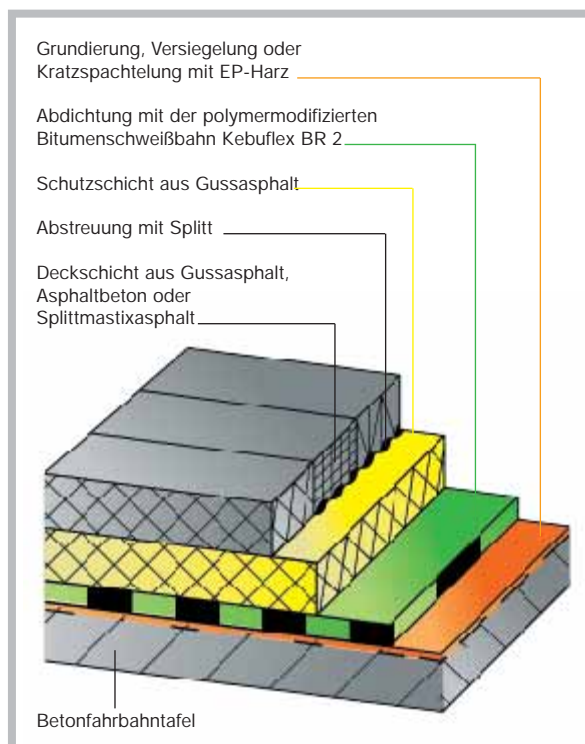 Grundierung, Versiegelung oder
Kratzspachtelung mit EP-Harz
Abdichtung mit der polymermodifizierten
Bitumenschweißbahn Kebuflex BR 2
Schutzschicht aus Gussasphalt
Abstreuung mit Splitt
Deckschicht aus Gussasphalt,
Asphaltbeton oder
Splittmastixasphalt
Betonfahrbahntafel